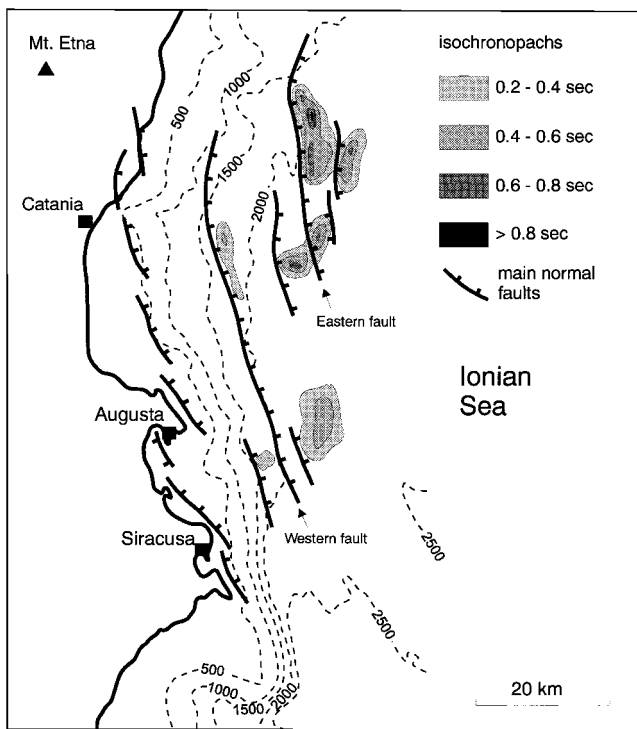 Mt. Etna
isochronopachs
0.2 - 0.4 sec
0.4 - 0.6 sec
0.6 - 0.8 sec
> 0.8 sec
main normal
faults
500
1000
1500
2000
Catania
Eastern fault
Ionian
Sea
Augusta
Siracusa
Western fault
2500
2500
500
1000
1500
2000
20 km